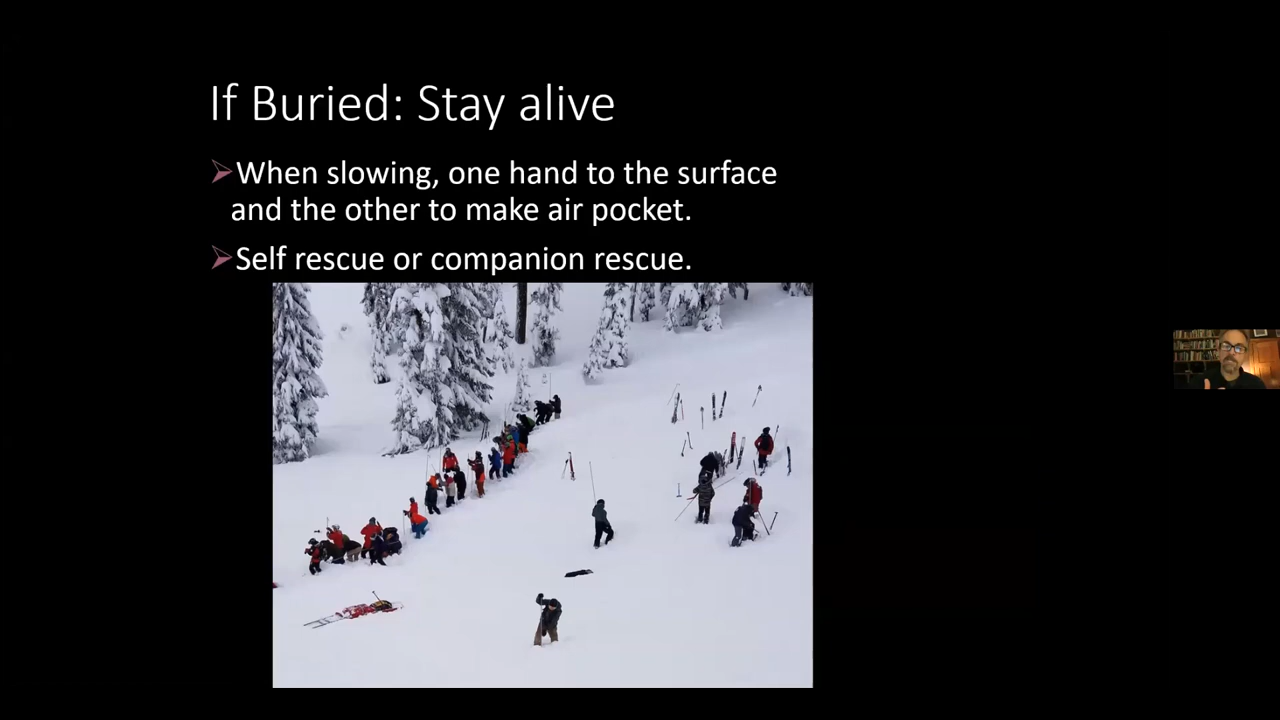 If Buried: Stay alive
When slowing, one hand to the surface
and the other to make air pocket.
Self rescue or companion rescue.